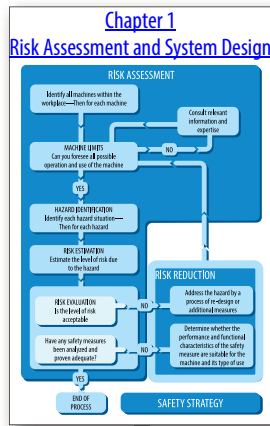 Chapter 1
Risk Assessment and System Design
RISK ASSESSMENT
Identify all machines within the
workplace—Then for each machine
Consult relevant
information and
expertise
MACHINE LIMITS
Can you foresee all possible
operation and use of the machine
NO
YES
HAZARD IDENTIFICATION
Identify each hazard situation—
Then for each hazard
RISK ESTIMATION
Estimate the level of risk due
to the hazard
RISK REDUCTION
RISK EVALUATION
Is the level of risk
acceptable
NO
Address the hazard by a
process of re-design or
additional measures
Have any safety measures
been analyzed and
proven adequate?
NO
Determine whether the
performance and functional
characteristics of the safety
measure are suitable for the
machine and its type of use
YES
END OF
PROCESS
SAFETY STRATEGY